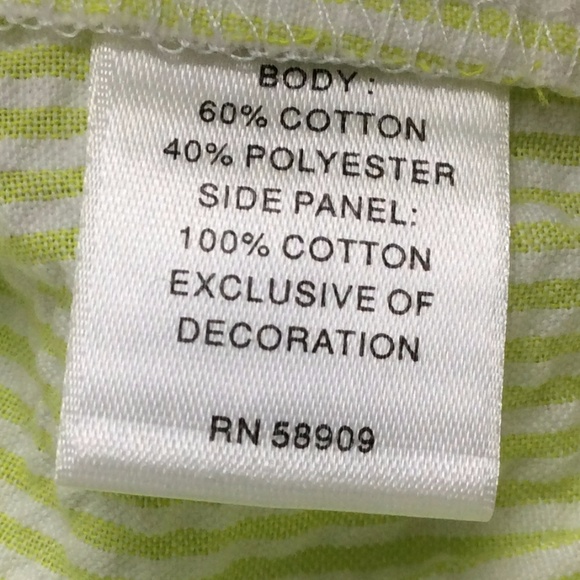 BODY:
60% COTTON
40% POLYESTER
SIDE PANEL:
100% COTTON
EXCLUSIVE OF
DECORATION
RN 58909